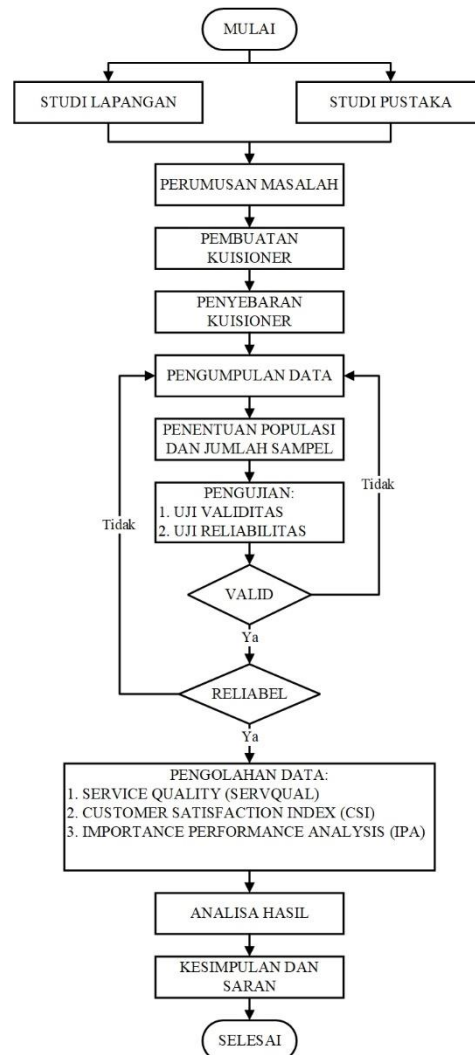 MULAI
STUDI LAPANGAN
STUDI PUSTAKA
PERUMUSAN MASALAH
PEMBUATAN
KUISIONER
PENYEBARAN
KUISIONER
PENGUMPULAN DATA
PENENTUAN POPULASI
DAN JUMLAH SAMPEL
PENGUJIAN:
1. UJI VALIDITAS
2. UJI RELIABILITAS
Tidak
Tidak
VALID
Ya
RELIABEL
Ya
PENGOLAHAN DATA:
1. SERVICE QUALITY (SERVQUAL)
2. CUSTOMER SATISFACTION INDEX (CSI)
3. IMPORTANCE PERFORMANCE ANALYSIS (IPA)
ANALISA HASIL
KESIMPULAN DAN
SARAN
SELESAI